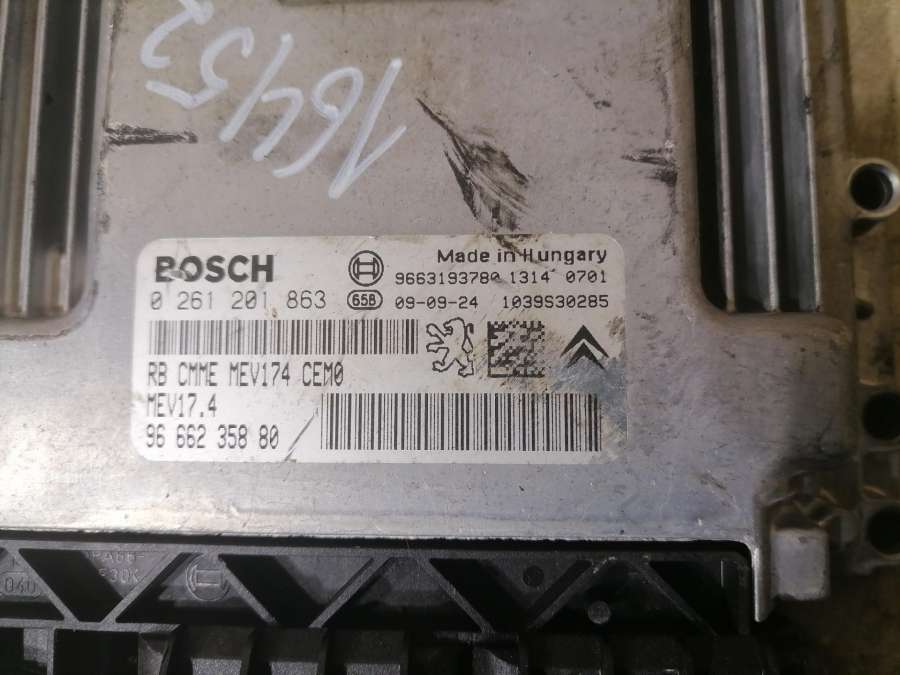 16452
BOSCH
Made in Hungary
9663193780 1314 0701
0 261 201 863 65B 09-09-24 1039S30285
RB CMME MEV174 CEM0
MEV17.4
96 662 358 80